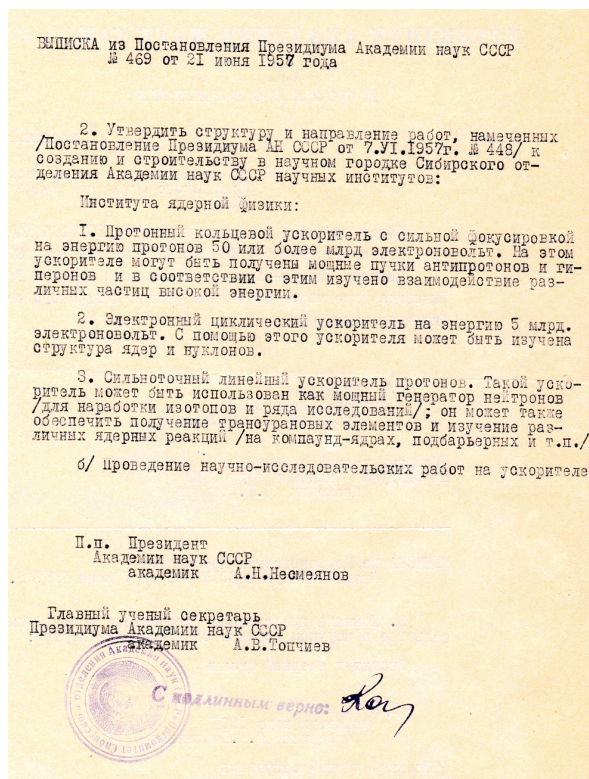 ВЫПИСКА из Постановления Президиума Академии наук СССР
№ 469 от 21 июня 1957 года
2. Утвердить структуру и направление работ, намеченных
/Постановление Президиума АН СССР от 7.УІ.1957г. № 448/ к
созданию и строительству в научном городке Сибирского от-
деления Академии наук СССР научных институтов:
Института ядерной физики:
І. Протонный кольцевой ускоритель с сильной фокусировкой
на энергию протонов 50 или более млрд электроновольт. На этом
ускорителе могут быть получены мощные пучки антипротонов и ги-
перонов и в соответствии с этим изучено взаимодействие раз-
личных частиц высокой энергии.
2. Электронный циклический ускоритель на энергию 5 млрд.
электроновольт. С помощью этого ускорителя может быть изучена
структура ядер и нуклонов.
3. Сильноточный линейный ускоритель протонов. Такой уско-
ритель может быть использован как мощный генератор нейтронов
/для наработки изотопов и ряда исследований/; он может также
обеспечить получение трансурановых элементов и изучение раз-
личных ядерных реакций /на компаунд-ядрах, подбарьерных и т.п./
б/ Проведение научно-исследовательских работ на ускорителе
П.п. Президент
Академии наук СССР
академик А.Н.Несмеянов
Главный ученый секретарь
Президиума Академии наук СССР
академик А.В.Топчиев
отделения Академии наук
С подлинным верно: